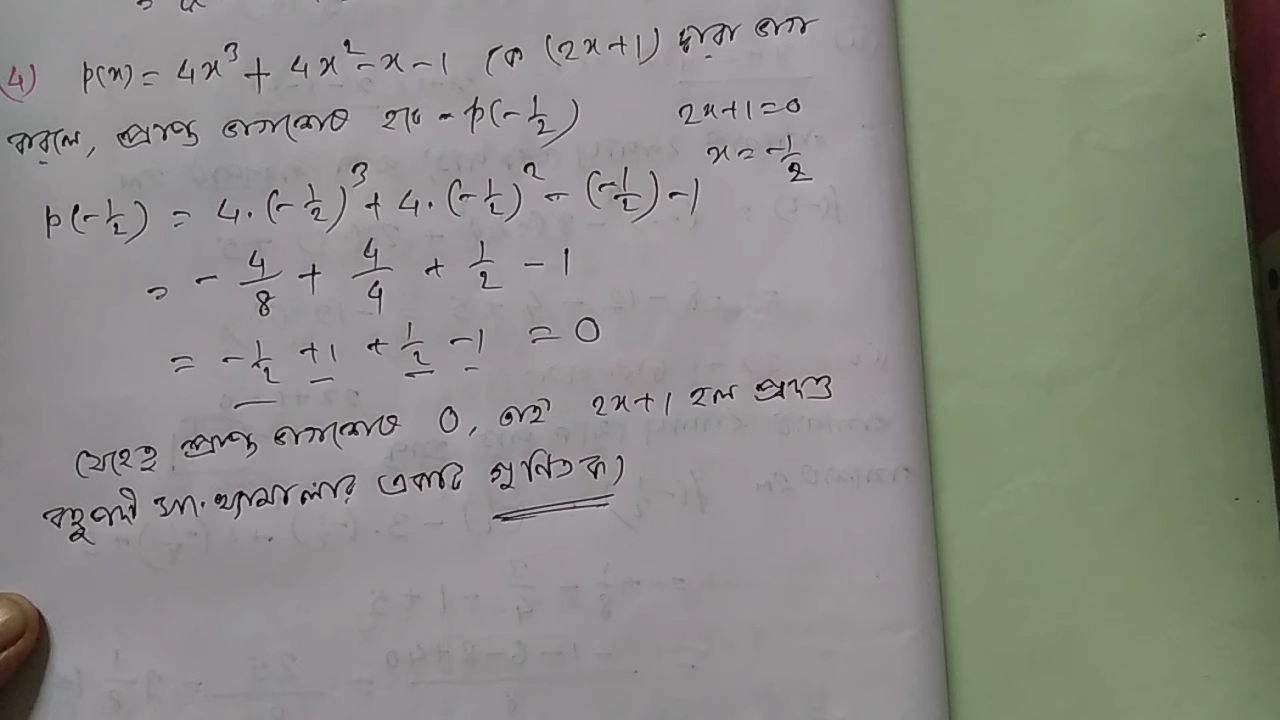 (4) p(x) = 4x³ + 4x² - x - 1 কে (2x+1) দ্বারা ভাগ
করলে, প্রাপ্ত ভাগশেষ হবে - p(-1/2)
2x+1=0
x = -1/2
p(-1/2) = 4.(-1/2)³ + 4.(-1/2)² - (-1/2) - 1
= - 4/8 + 4/4 + 1/2 - 1
= -1/2 + 1 + 1/2 - 1 = 0
যেহেতু প্রাপ্ত ভাগশেষ 0, তাই 2x+1 হল প্রদত্ত
বহুপদী সংখ্যামালার একটি গুণিতক)